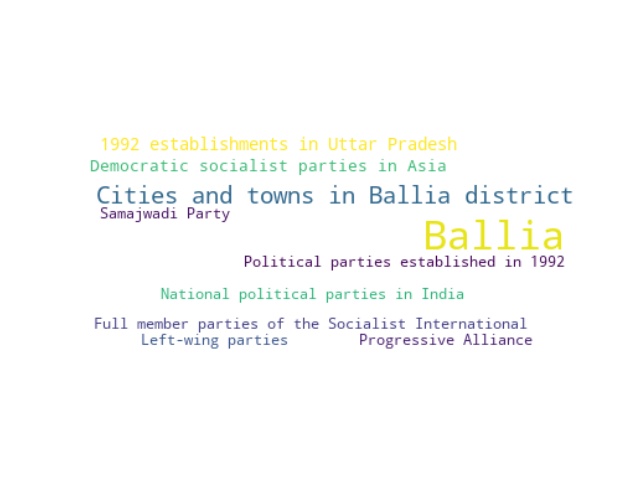 1992 establishments in Uttar Pradesh
Democratic socialist parties in Asia
Cities and towns in Ballia district
Samajwadi Party
Ballia
Political parties established in 1992
National political parties in India
Full member parties of the Socialist International
Left-wing parties
Progressive Alliance